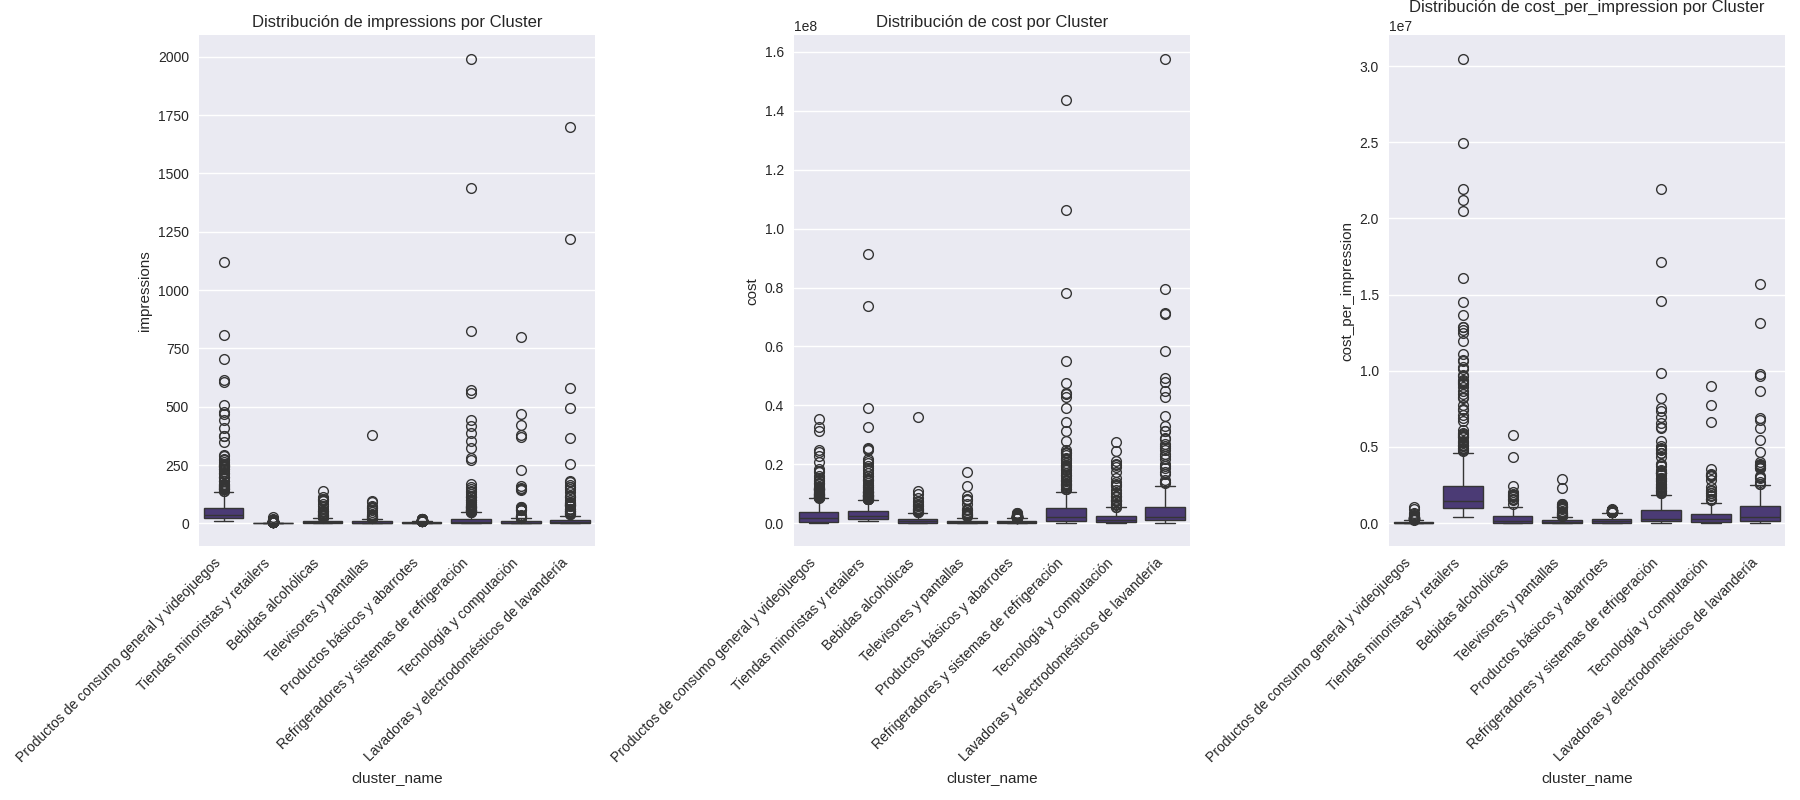 Distribución de impressions por Cluster
2000
1750
1500
1250
1000
750
500
250
0
impressions
Productos de consumo general y videojuegos
Tiendas minoristas y retailers
Bebidas alcohólicas
Televisores y pantallas
Productos básicos y abarrotes
Refrigeradores y sistemas de refrigeración
Tecnología y computación
Lavadoras y electrodomésticos de lavandería
cluster_name
Distribución de cost por Cluster
1e8
1.6
1.4
1.2
1.0
0.8
0.6
0.4
0.2
0.0
cost
Productos de consumo general y videojuegos
Tiendas minoristas y retailers
Bebidas alcohólicas
Televisores y pantallas
Productos básicos y abarrotes
Refrigeradores y sistemas de refrigeración
Tecnología y computación
Lavadoras y electrodomésticos de lavandería
cluster_name
Distribución de cost_per_impression por Cluster
1e7
3.0
2.5
2.0
1.5
1.0
0.5
0.0
cost_per_impression
Productos de consumo general y videojuegos
Tiendas minoristas y retailers
Bebidas alcohólicas
Televisores y pantallas
Productos básicos y abarrotes
Refrigeradores y sistemas de refrigeración
Tecnología y computación
Lavadoras y electrodomésticos de lavandería
cluster_name